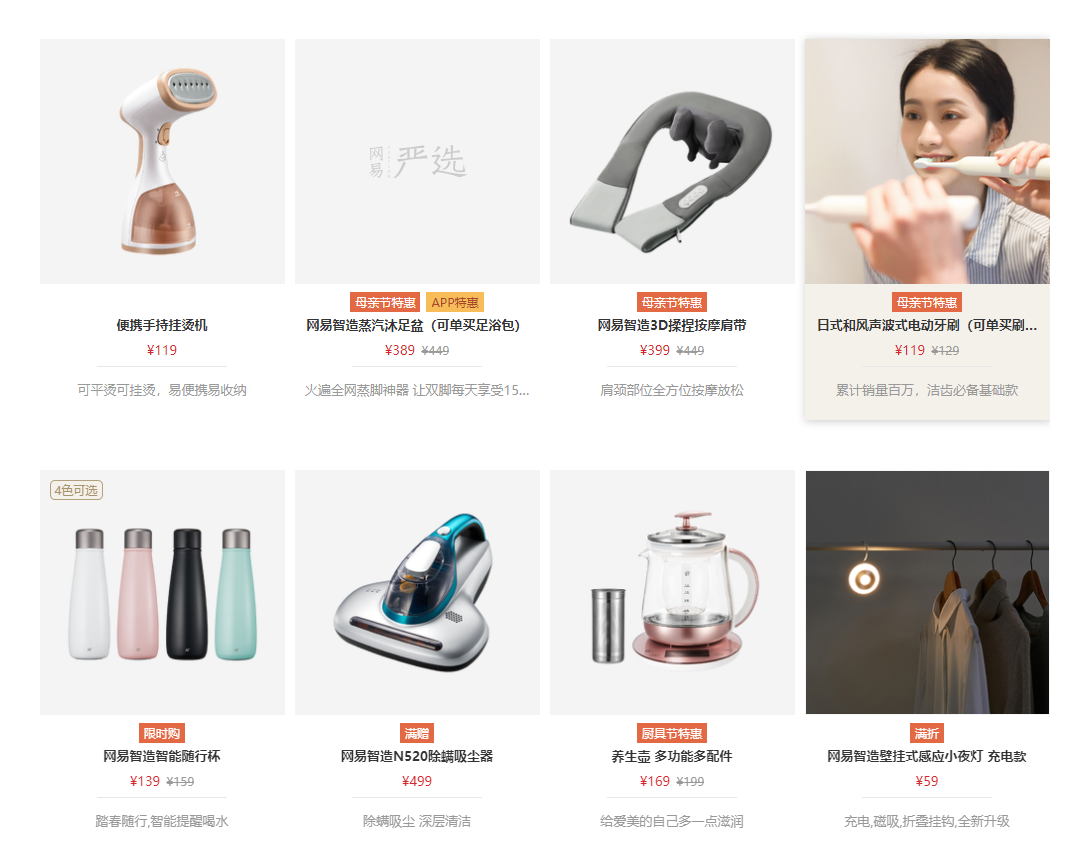 网易严选
母亲节特惠 APP特惠 母亲节特惠 母亲节特惠
便携手持挂烫机 网易智造蒸汽沐足盆（可单买足浴包） 网易智造3D揉捏按摩肩带 日式和风声波式电动牙刷（可单买刷...
¥119 ¥389 ¥449 ¥399 ¥449 ¥119 ¥129
可平烫可挂烫，易便携易收纳 火遍全网蒸脚神器 让双脚每天享受15... 肩颈部位全方位按摩放松 累计销量百万，洁齿必备基础款
4色可选
限时购 满赠 厨具节特惠 满折
网易智造智能随行杯 网易智造N520除螨吸尘器 养生壶 多功能多配件 网易智造壁挂式感应小夜灯 充电款
¥139 ¥159 ¥499 ¥169 ¥199 ¥59
踏春随行,智能提醒喝水 除螨吸尘 深层清洁 给爱美的自己多一点滋润 充电,磁吸,折叠挂钩,全新升级